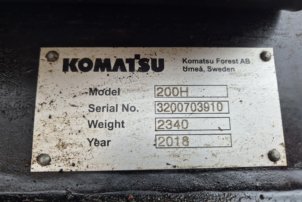 KOMATSU
Komatsu Forest AB
Umeå, Sweden
Model 200H
Serial No. 3200703910
Weight 2340
Year 2018